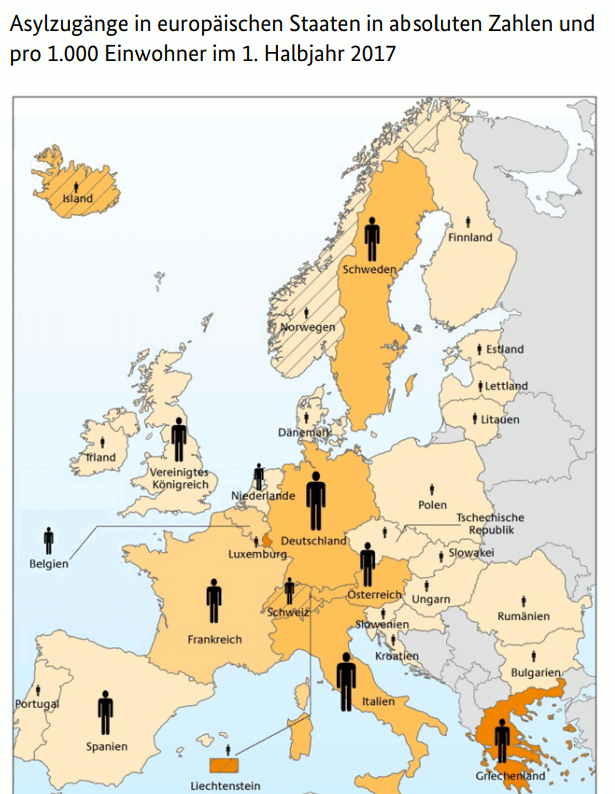 Asylzugänge in europäischen Staaten in absoluten Zahlen und
pro 1.000 Einwohner im 1. Halbjahr 2017
Island
Finnland
Schweden
Norwegen
Estland
Lettland
Litauen
Dänemark
Irland
Vereinigtes
Königreich
Niederlande
Polen
Tschechische
Republik
Deutschland
Belgien
Luxemburg
Slowakei
Österreich
Ungarn
Schweiz
Rumänien
Slowenien
Frankreich
Kroatien
Bulgarien
Portugal
Italien
Spanien
Griechenland
Liechtenstein